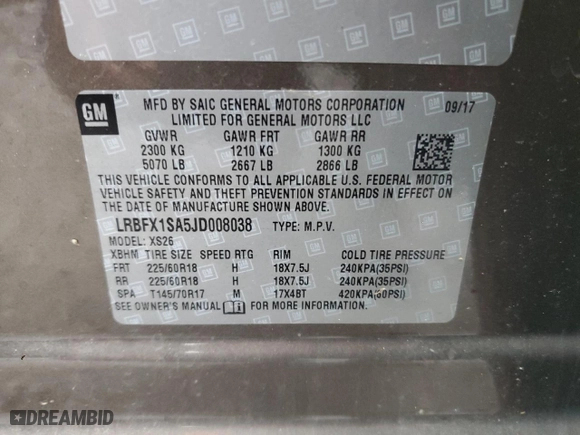 GM
MFD BY SAIC GENERAL MOTORS CORPORATION 09/17
LIMITED FOR GENERAL MOTORS LLC
GVWR GAWR FRT GAWR RR
2300 KG 1210 KG 1300 KG
5070 LB 2667 LB 2866 LB
THIS VEHICLE CONFORMS TO ALL APPLICABLE U.S. FEDERAL MOTOR
VEHICLE SAFETY AND THEFT PREVENTION STANDARDS IN EFFECT ON
THE DATE OF MANUFACTURE SHOWN ABOVE.
LRBFX1SA5JD008038 TYPE: M.P.V.
MODEL: XS26
XBHM TIRE SIZE SPEED RTG RIM COLD TIRE PRESSURE
FRT 225/60R18 H 18X7.5J 240KPA(35PSI)
RR 225/60R18 H 18X7.5J 240KPA(35PSI)
SPA T145/70R17 M 17X4BT 420KPA(60PSI)
SEE OWNER'S MANUAL FOR MORE INFORMATION
DREAMBID